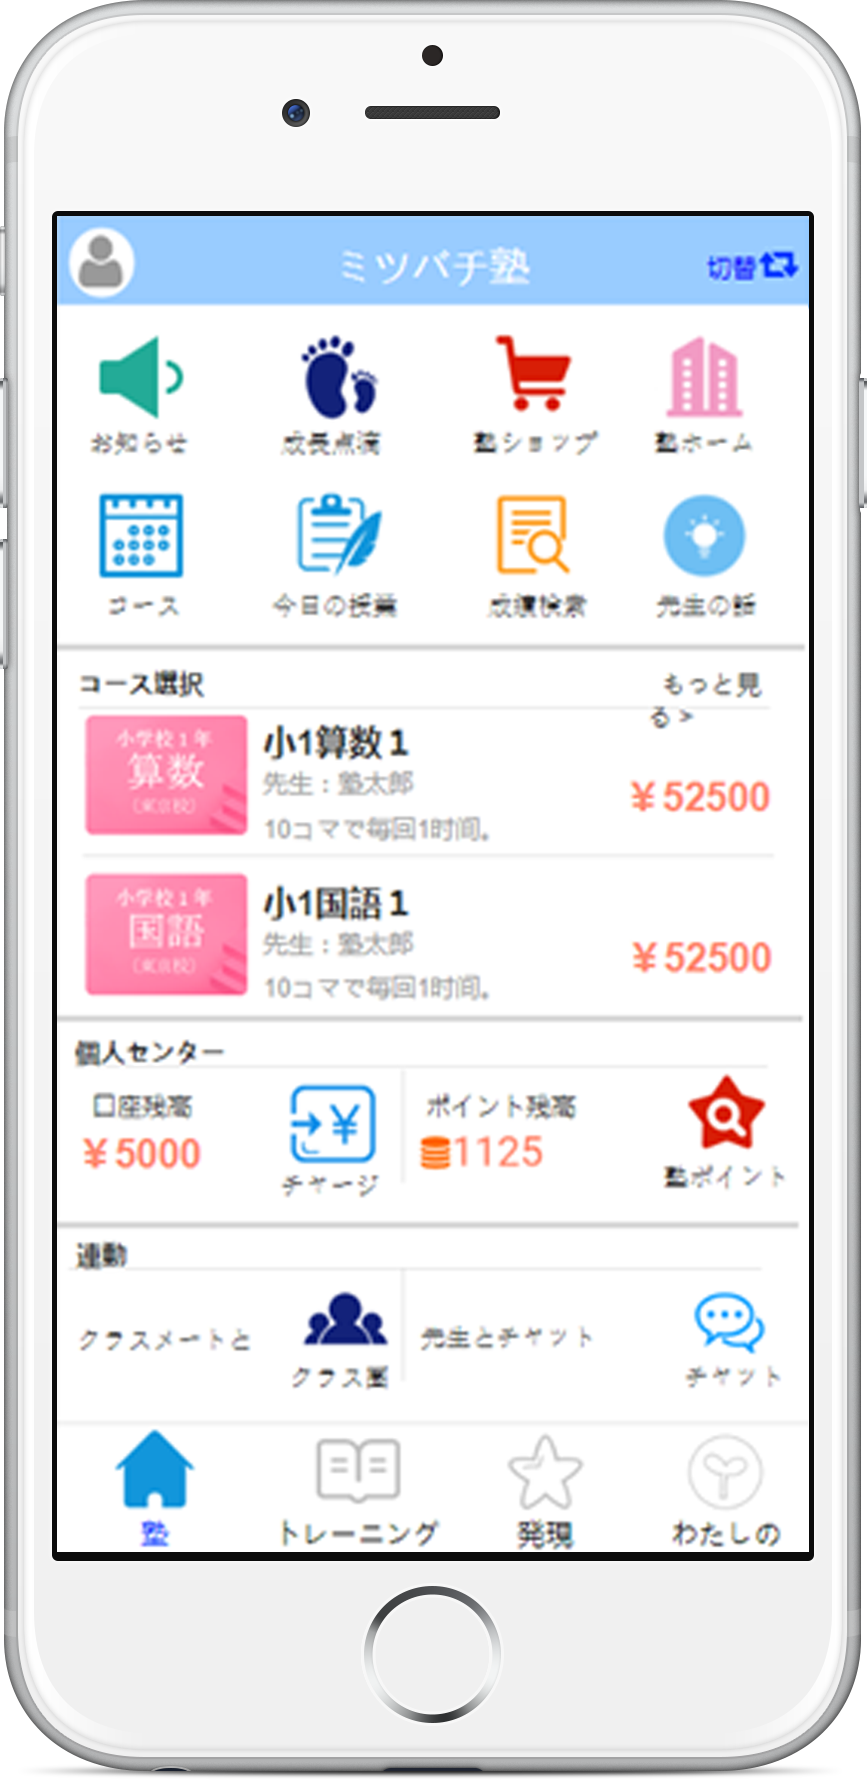 ミツバチ塾
切替
お知らせ
成長点滴
塾ショップ
塾ホーム
コース
今日の授業
成績検索
先生の話
コース選択
もっと見
る >
小学校１年
算数
（東京校）
小1算数１
先生：塾太郎
10コマで毎回1时间。
￥52500
小学校１年
国語
（東京校）
小1国語１
先生：塾太郎
10コマで毎回1时间。
￥52500
個人センター
口座残高
￥5000
チャージ
ポイント残高
1125
塾ポイント
連動
クラスメートと
クラス圏
先生とチャット
チャット
塾
トレーニング
発現
わたしの